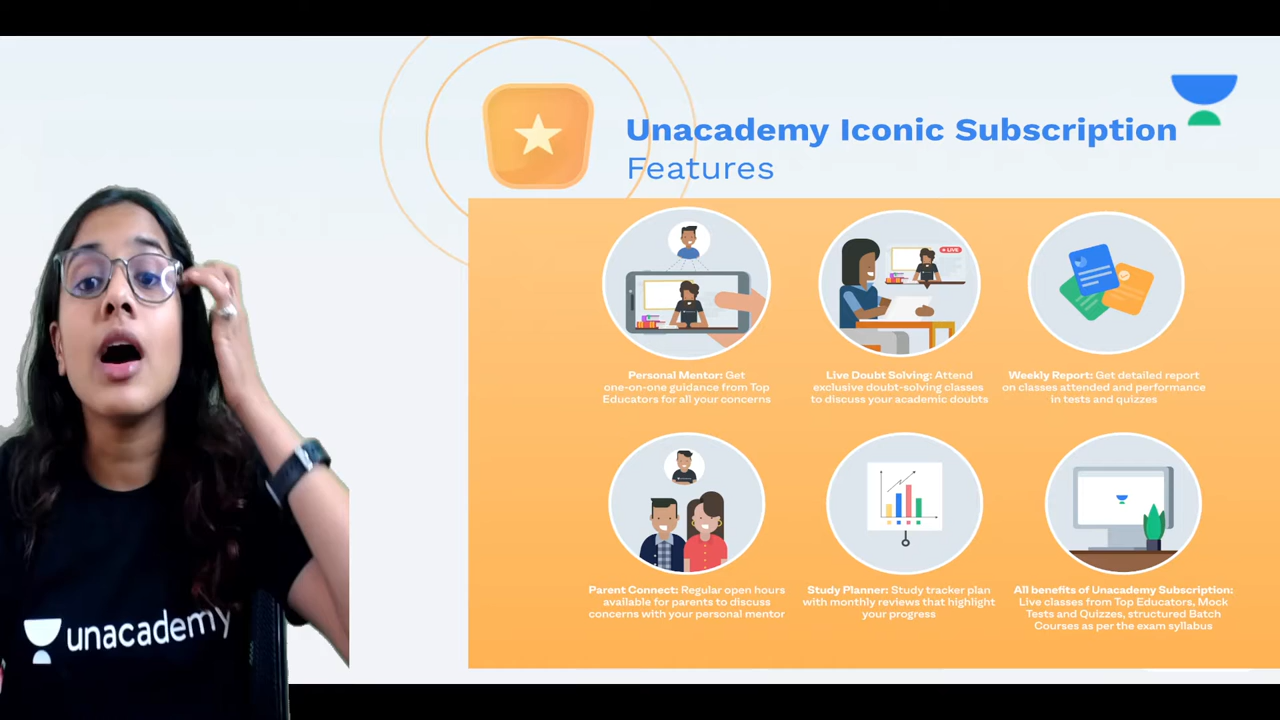 Unacademy Iconic Subscription
Features
LIVE
Personal Mentor: Get
one-on-one guidance from Top
Educators for all your concerns
Live Doubt Solving: Attend
exclusive doubt-solving classes
to discuss your academic doubts
Weekly Report: Get detailed report
on classes attended and performance
in tests and quizzes
Parent Connect: Regular open hours
available for parents to discuss
concerns with your personal mentor
Study Planner: Study tracker plan
with monthly reviews that highlight
your progress
All benefits of Unacademy Subscription:
Live classes from Top Educators, Mock
Tests and Quizzes, structured Batch
Courses as per the exam syllabus
unacademy